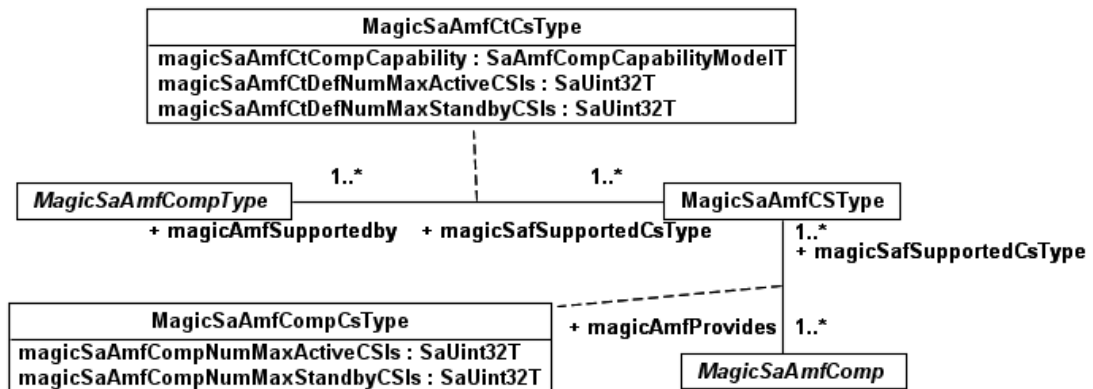 MagicSaAmfCtCsType
magicSaAmfCtCompCapability : SaAmfCompCapabilityModelT
magicSaAmfCtDefNumMaxActiveCSIs : SaUint32T
magicSaAmfCtDefNumMaxStandbyCSIs : SaUint32T
1..* 1..*
MagicSaAmfCompType MagicSaAmfCSType
+ magicAmfSupportedby + magicSafSupportedCsType 1..*
+ magicSafSupportedCsType
MagicSaAmfCompCsType + magicAmfProvides 1..*
magicSaAmfCompNumMaxActiveCSIs : SaUint32T
magicSaAmfCompNumMaxStandbyCSIs : SaUint32T MagicSaAmfComp